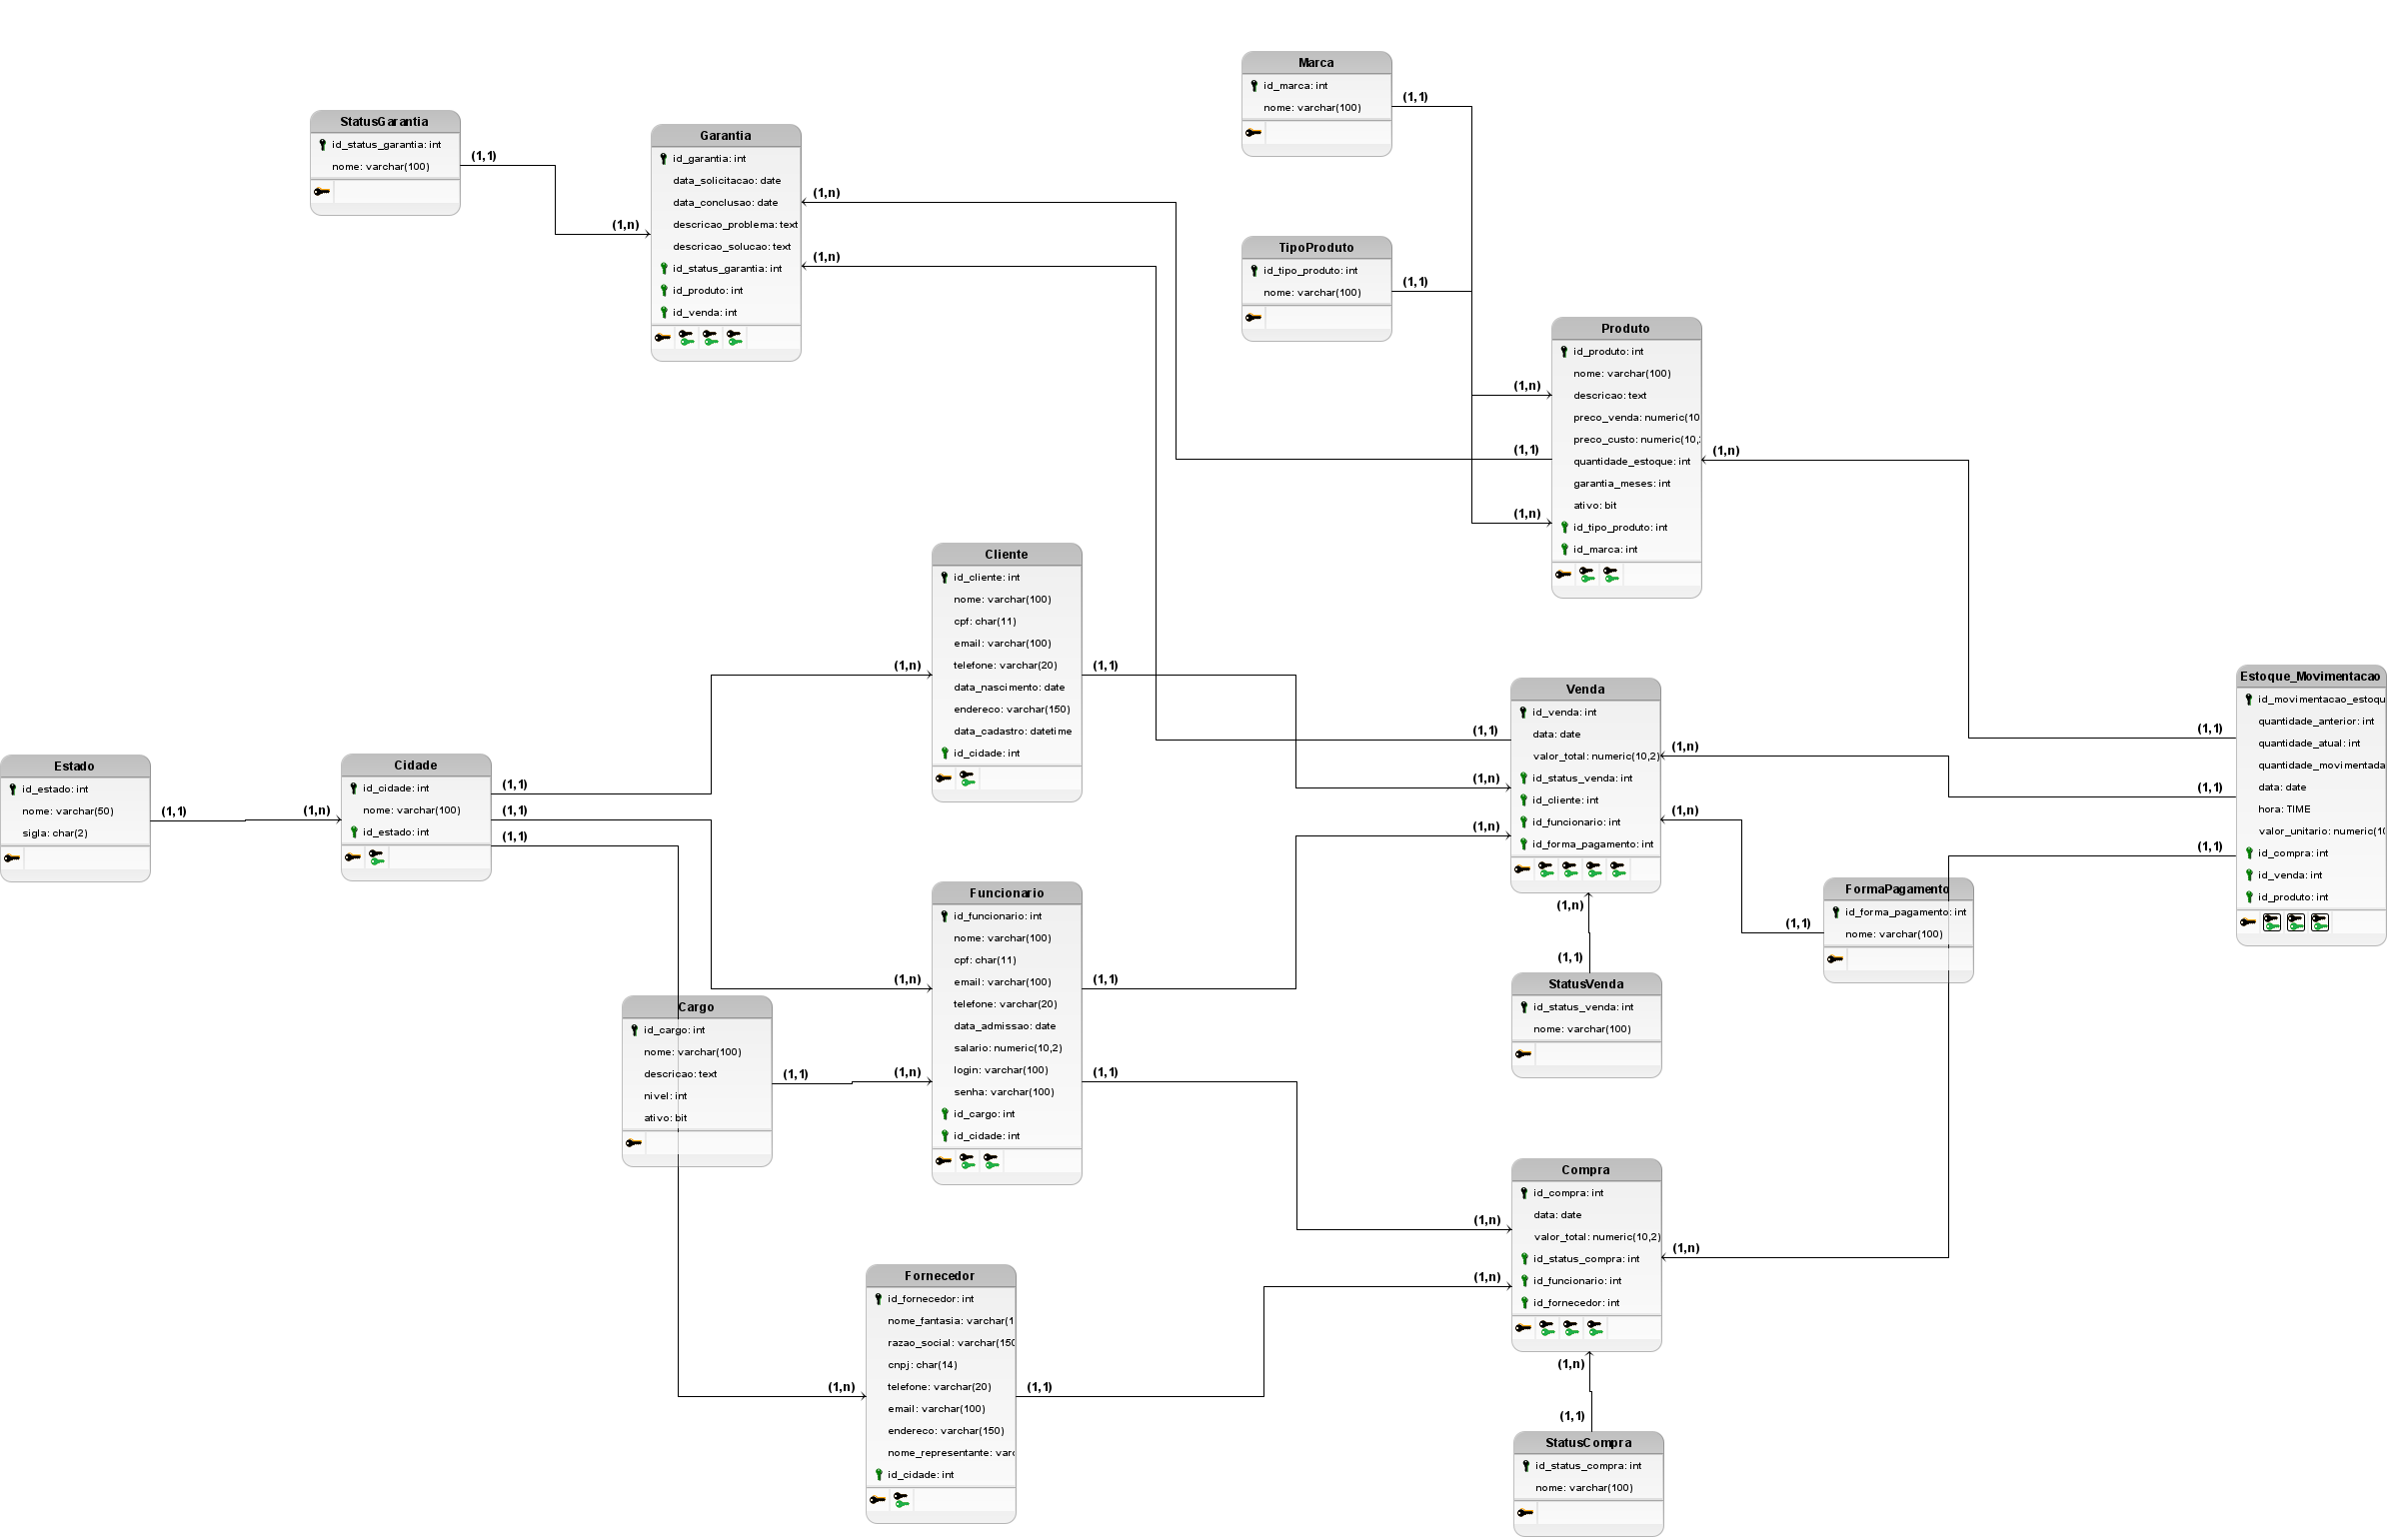 Marca
id_marca: int
nome: varchar(100)
(1,1)
StatusGarantia
id_status_garantia: int
nome: varchar(100)
(1,1)
(1,n)
Garantia
id_garantia: int
data_solicitacao: date
data_conclusao: date
descricao_problema: text
descricao_solucao: text
id_status_garantia: int
id_produto: int
id_venda: int
(1,n)
(1,n)
TipoProduto
id_tipo_produto: int
nome: varchar(100)
(1,1)
Produto
id_produto: int
nome: varchar(100)
descricao: text
preco_venda: numeric(10
preco_custo: numeric(10,
quantidade_estoque: int
garantia_meses: int
ativo: bit
id_tipo_produto: int
id_marca: int
(1,n)
(1,1)
(1,n)
(1,n)
Cliente
id_cliente: int
nome: varchar(100)
cpf: char(11)
email: varchar(100)
telefone: varchar(20)
data_nascimento: date
endereco: varchar(150)
data_cadastro: datetime
id_cidade: int
(1,n)
(1,1)
Estado
id_estado: int
nome: varchar(50)
sigla: char(2)
(1,1)
(1,n)
Cidade
id_cidade: int
nome: varchar(100)
id_estado: int
(1,1)
(1,1)
(1,1)
Venda
id_venda: int
data: date
valor_total: numeric(10,2)
id_status_venda: int
id_cliente: int
id_funcionario: int
id_forma_pagamento: int
(1,1)
(1,n)
(1,n)
(1,n)
(1,n)
(1,n)
(1,1)
Estoque_Movimentacao
id_movimentacao_estoqu
quantidade_anterior: int
quantidade_atual: int
quantidade_movimentada
data: date
hora: TIME
valor_unitario: numeric(10
id_compra: int
id_venda: int
id_produto: int
(1,1)
(1,1)
(1,1)
FormaPagamento
id_forma_pagamento: int
nome: varchar(100)
(1,1)
Funcionario
id_funcionario: int
nome: varchar(100)
cpf: char(11)
email: varchar(100)
telefone: varchar(20)
data_admissao: date
salario: numeric(10,2)
login: varchar(100)
senha: varchar(100)
id_cargo: int
id_cidade: int
(1,n)
(1,n)
(1,1)
(1,1)
Cargo
id_cargo: int
nome: varchar(100)
descricao: text
nivel: int
ativo: bit
(1,1)
StatusVenda
id_status_venda: int
nome: varchar(100)
Compra
id_compra: int
data: date
valor_total: numeric(10,2)
id_status_compra: int
id_funcionario: int
id_fornecedor: int
(1,n)
(1,n)
(1,n)
(1,n)
(1,1)
Fornecedor
id_fornecedor: int
nome_fantasia: varchar(1
razao_social: varchar(150
cnpj: char(14)
telefone: varchar(20)
email: varchar(100)
endereco: varchar(150)
nome_representante: varc
id_cidade: int
(1,n)
(1,1)
StatusCompra
id_status_compra: int
nome: varchar(100)